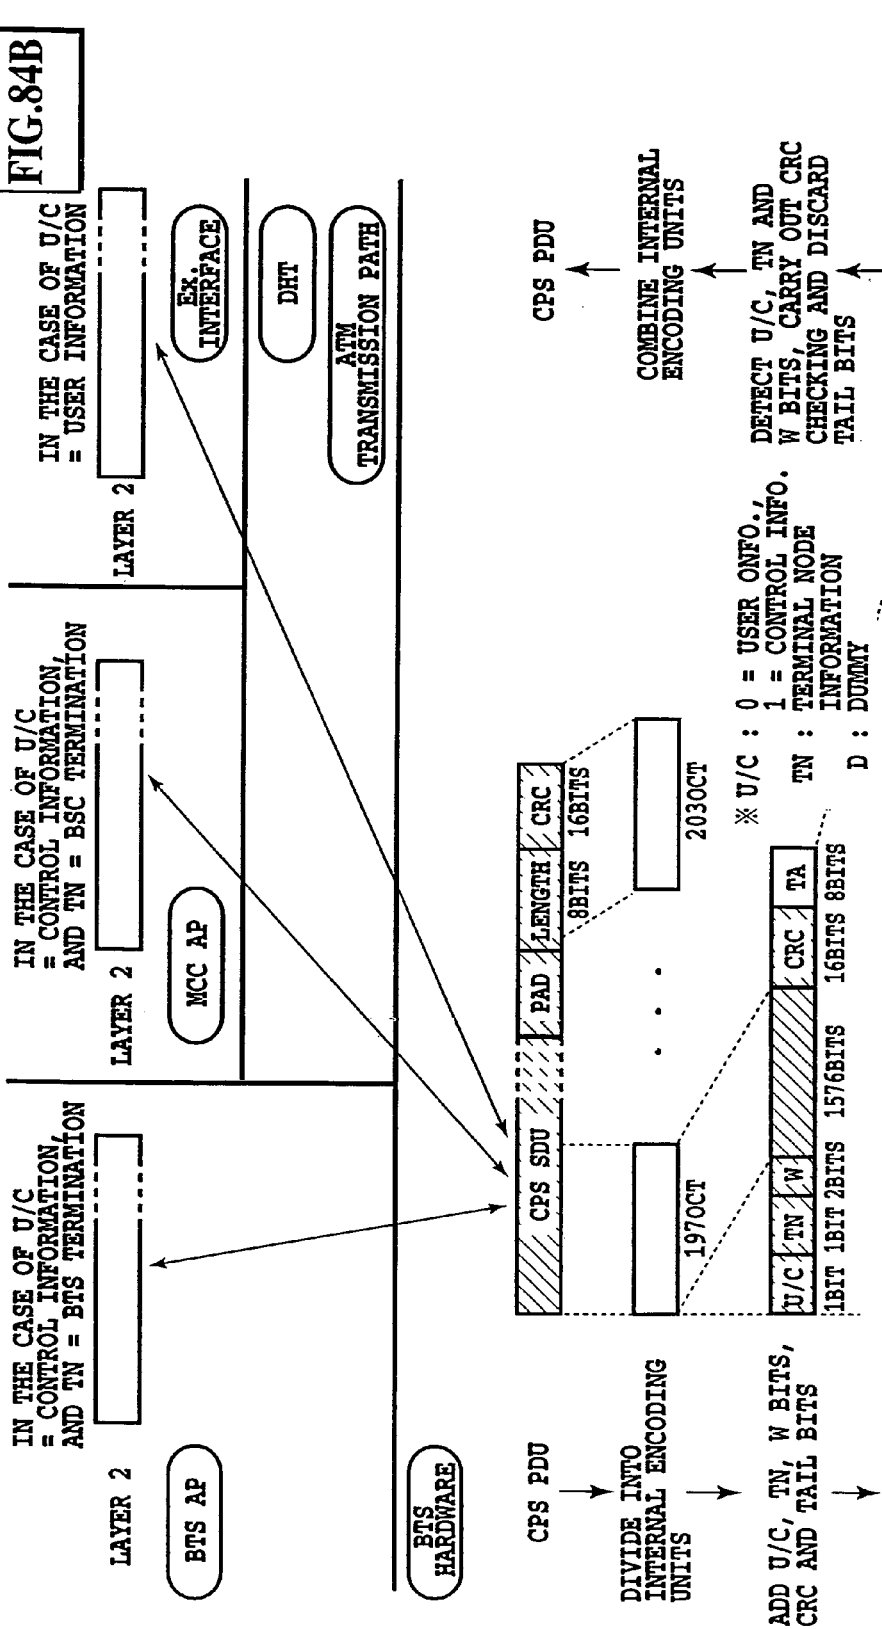 FIG.84B
IN THE CASE OF U/C
= CONTROL INFORMATION,
AND TN = BTS TERMINATION
LAYER 2
BTS AP
IN THE CASE OF U/C
= CONTROL INFORMATION,
AND TN = BSC TERMINATION
LAYER 2
MCC AP
IN THE CASE OF U/C
= USER INFORMATION
LAYER 2
Ex.
INTERFACE
DHT
ATM
TRANSMISSION PATH
BTS
HARDWARE
CPS PDU
DIVIDE INTO
INTERNAL ENCODING
UNITS
ADD U/C, TN, W BITS,
CRC AND TAIL BITS
CPS SDU
PAD
LENGTH
CRC
8BITS
16BITS
197OCT
203OCT
U/C
TN
W
CRC
TA
1BIT
1BIT
2BITS
1576BITS
16BITS
8BITS
※ U/C : 0 = USER ONFO.,
1 = CONTROL INFO.
TN : TERMINAL NODE
INFORMATION
D : DUMMY
CPS PDU
COMBINE INTERNAL
ENCODING UNITS
DETECT U/C, TN AND
W BITS, CARRY OUT CRC
CHECKING AND DISCARD
TAIL BITS